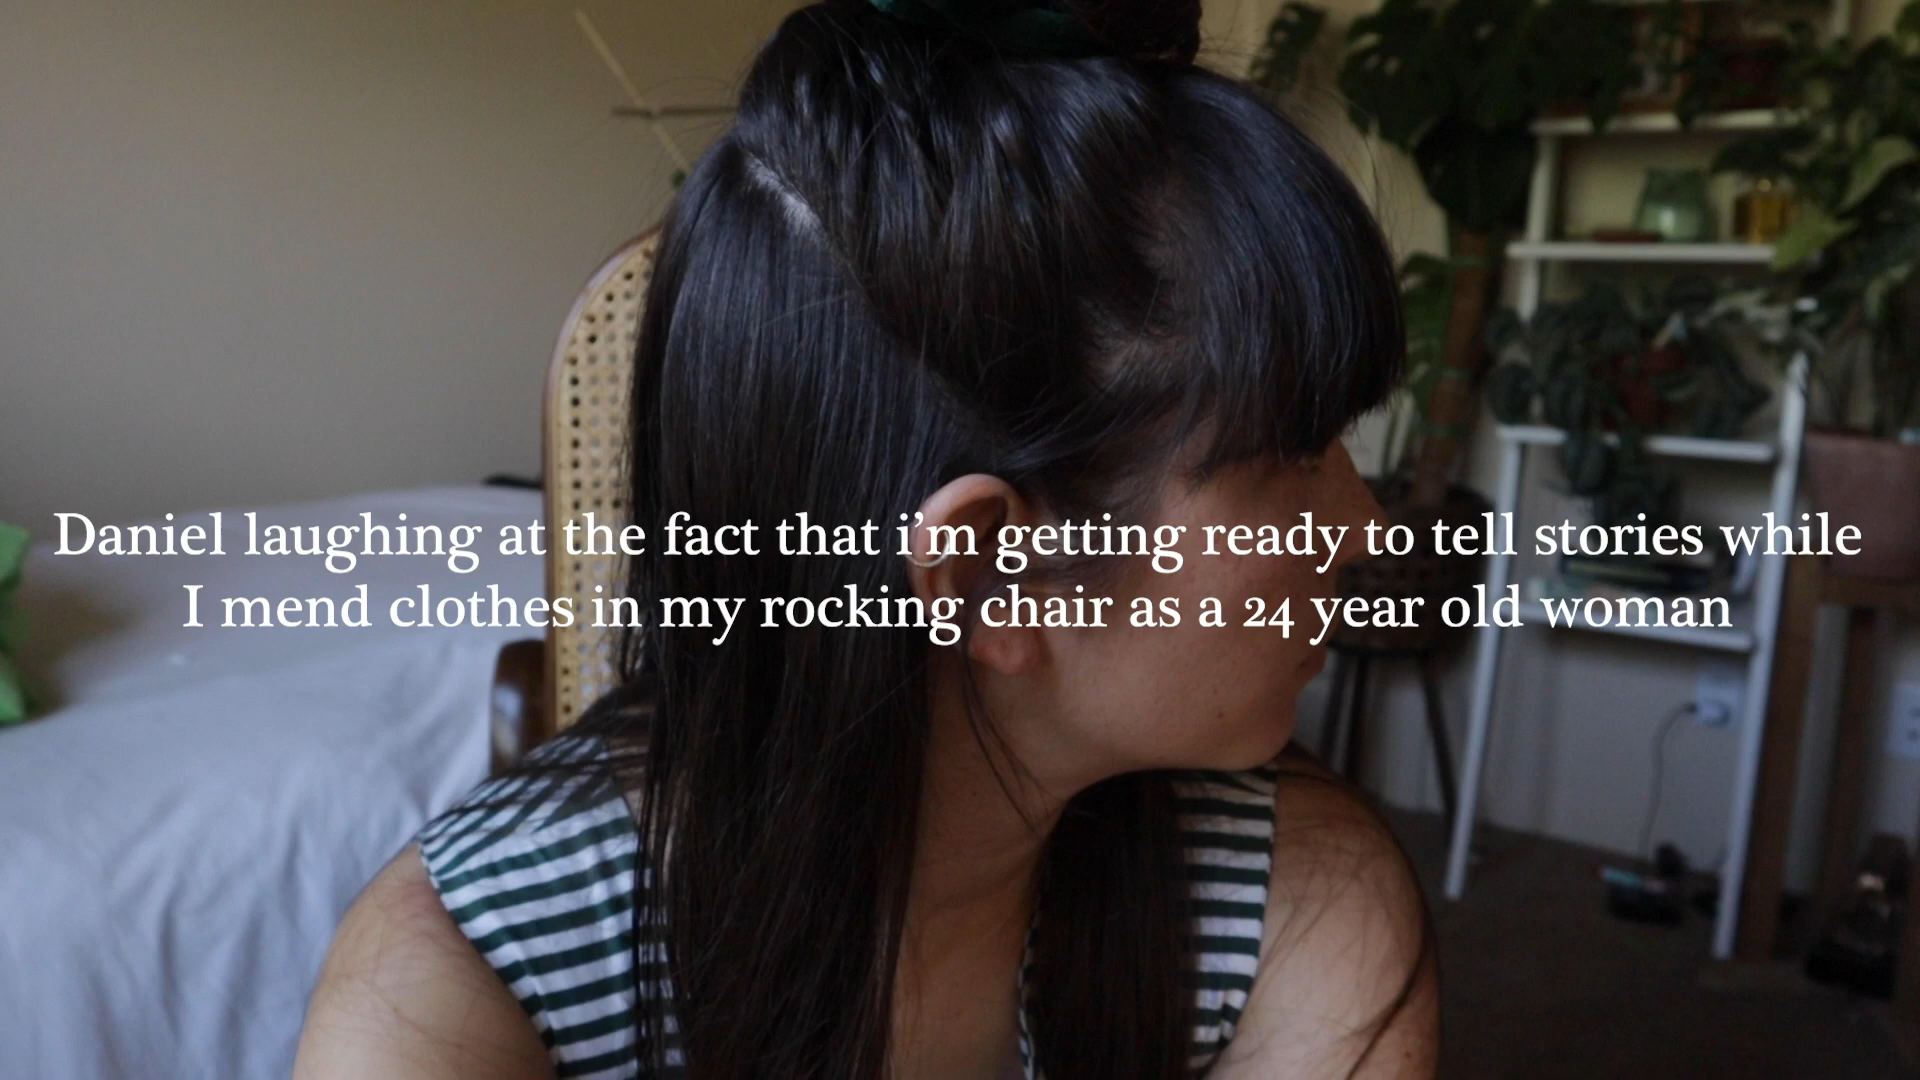 Daniel laughing at the fact that i’m getting ready to tell stories while
I mend clothes in my rocking chair as a 24 year old woman